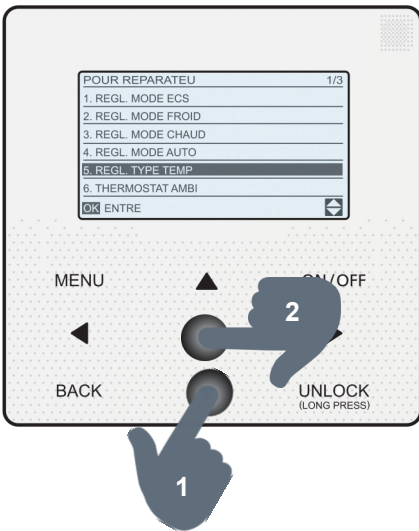 POUR REPARATEU 1/3
1. REGL. MODE ECS
2. REGL. MODE FROID
3. REGL. MODE CHAUD
4. REGL. MODE AUTO
5. REGL. TYPE TEMP
6. THERMOSTAT AMBI
OK ENTRE
MENU ON/OFF
2
BACK UNLOCK
(LONG PRESS)
1